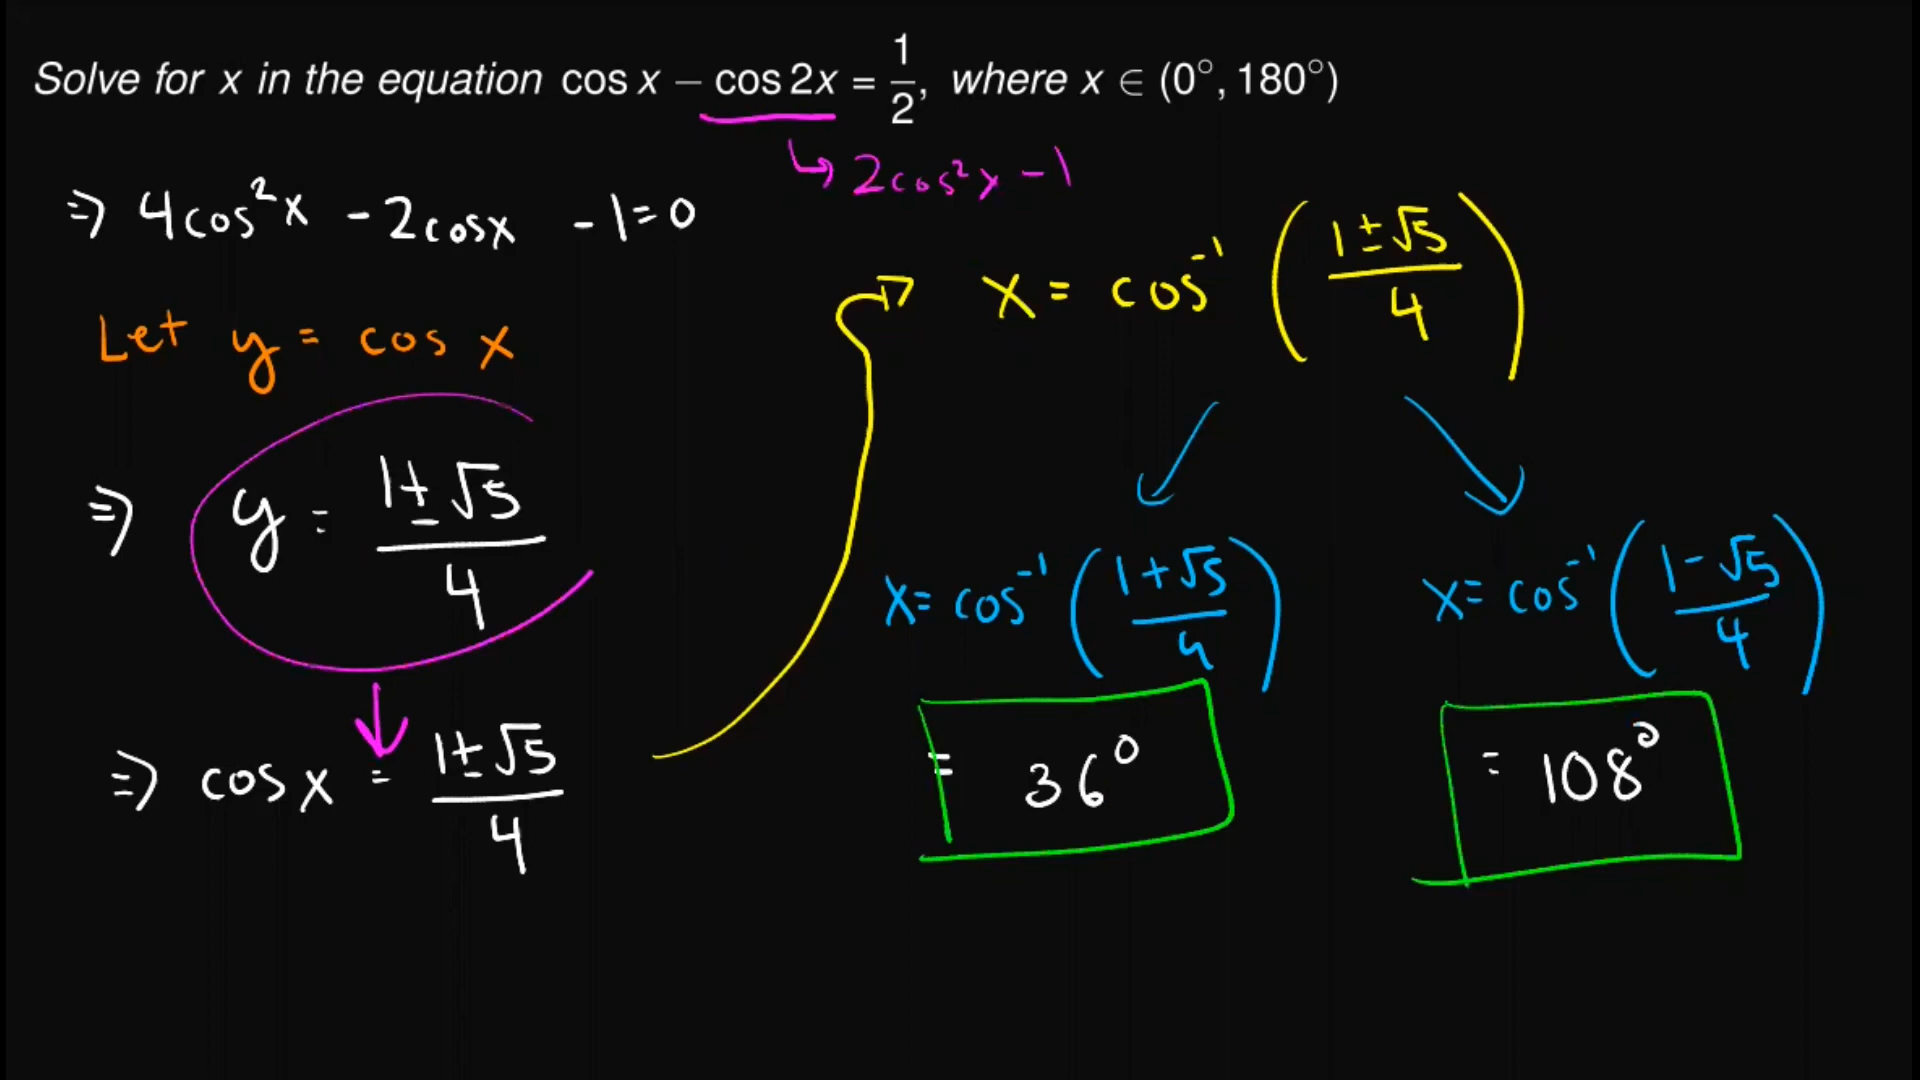 Solve for x in the equation cos x − cos 2x = 1/2, where x ∈ (0°, 180°)
↳ 2cos²x − 1
⇒ 4cos²x − 2cosx − 1 = 0
Let y = cos x
⇒ y = (1 ± √5)/4
⇒ cos x = (1 ± √5)/4
x = cos⁻¹ ((1 ± √5)/4)
x = cos⁻¹ ((1 + √5)/4)
= 36°
x = cos⁻¹ ((1 − √5)/4)
= 108°